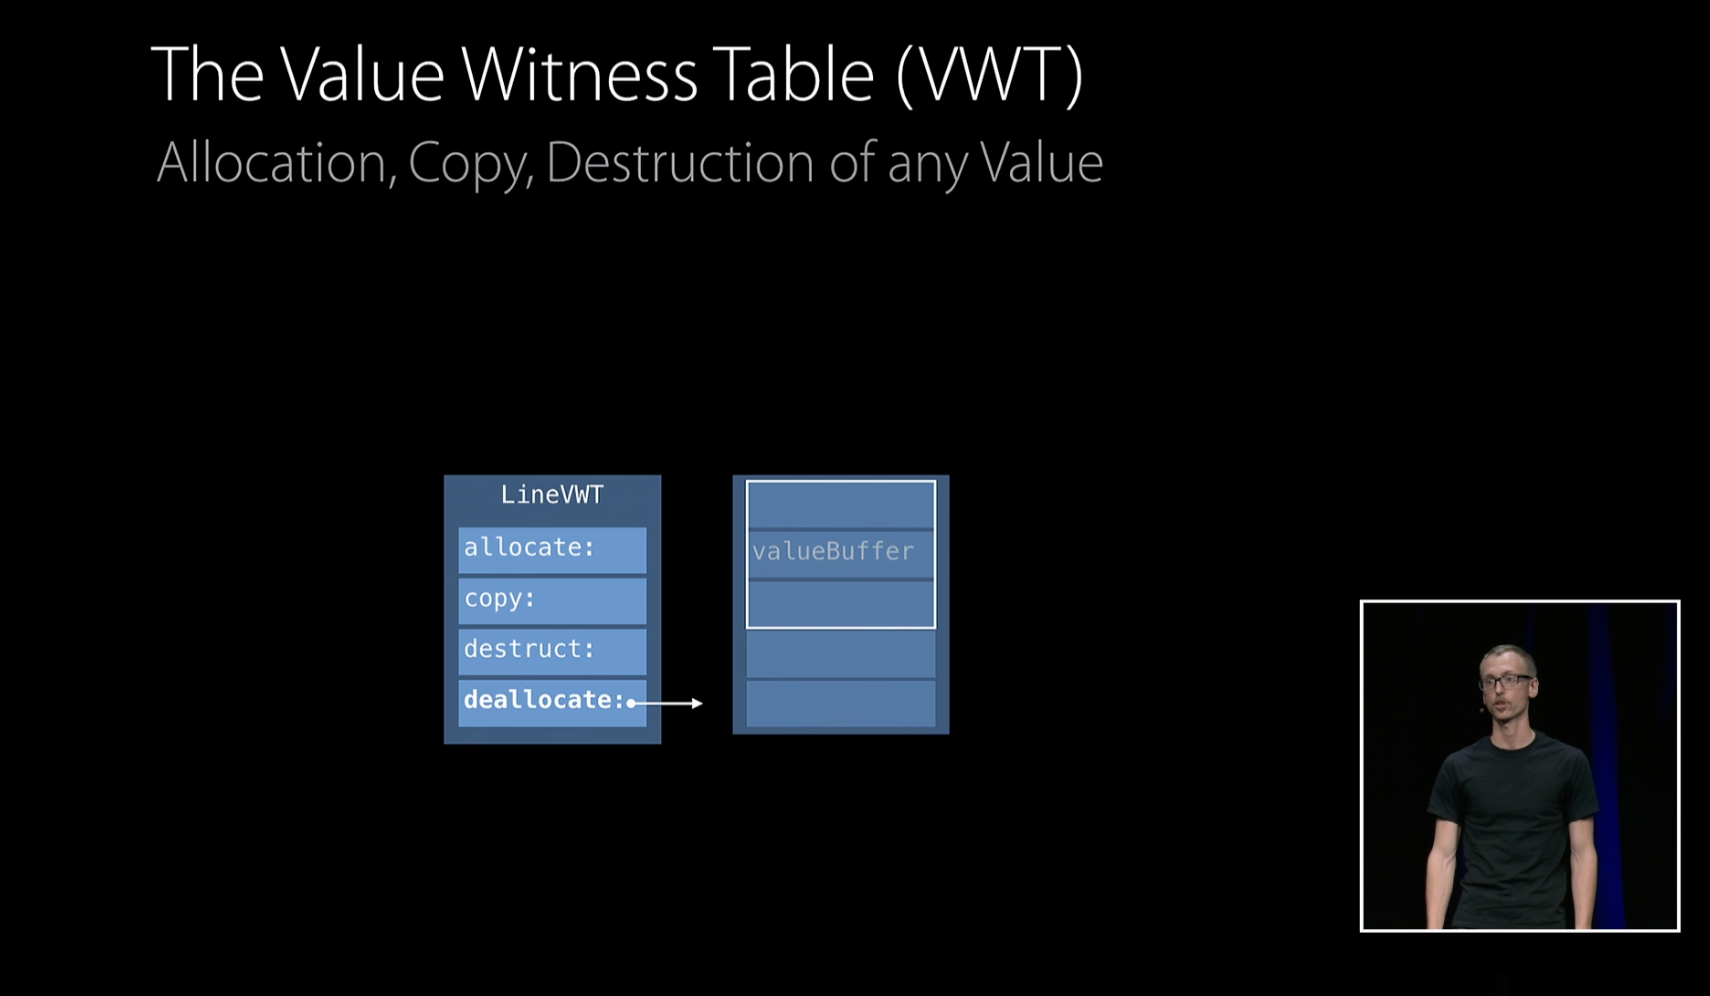 The Value Witness Table (VWT)
Allocation, Copy, Destruction of any Value
LineVWT
allocate:
copy:
destruct:
deallocate:
valueBuffer